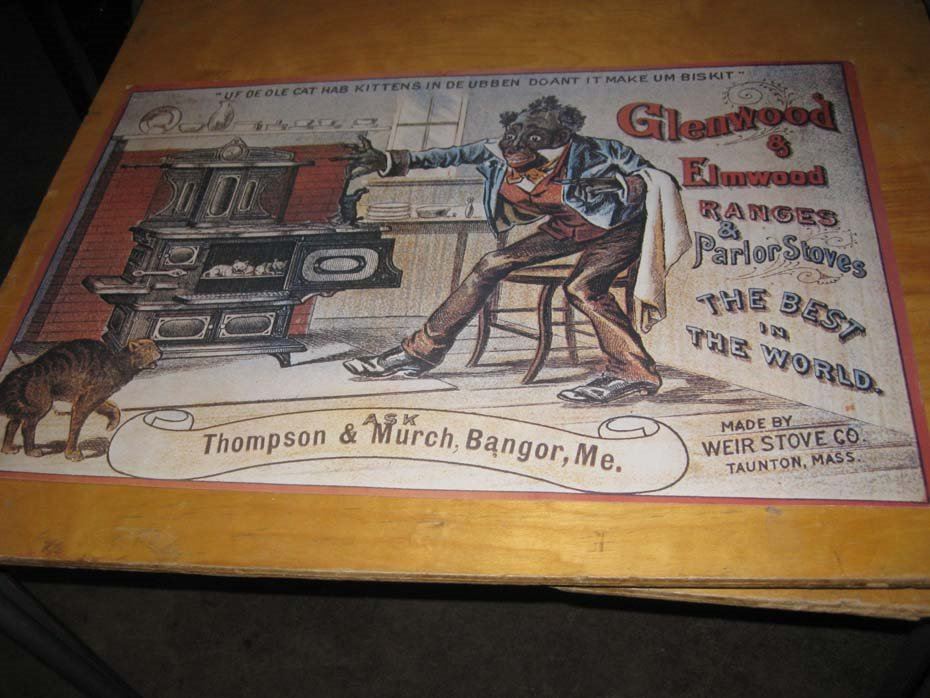 "UF DE OLE CAT HAB KITTENS IN DE UBBEN DOANT IT MAKE UM BISKIT"
Glenwood
&
Elmwood
RANGES
&
Parlor Stoves
THE BEST
IN
THE WORLD.
ASK
Thompson & Murch, Bangor, Me.
MADE BY
WEIR STOVE CO.
TAUNTON, MASS.